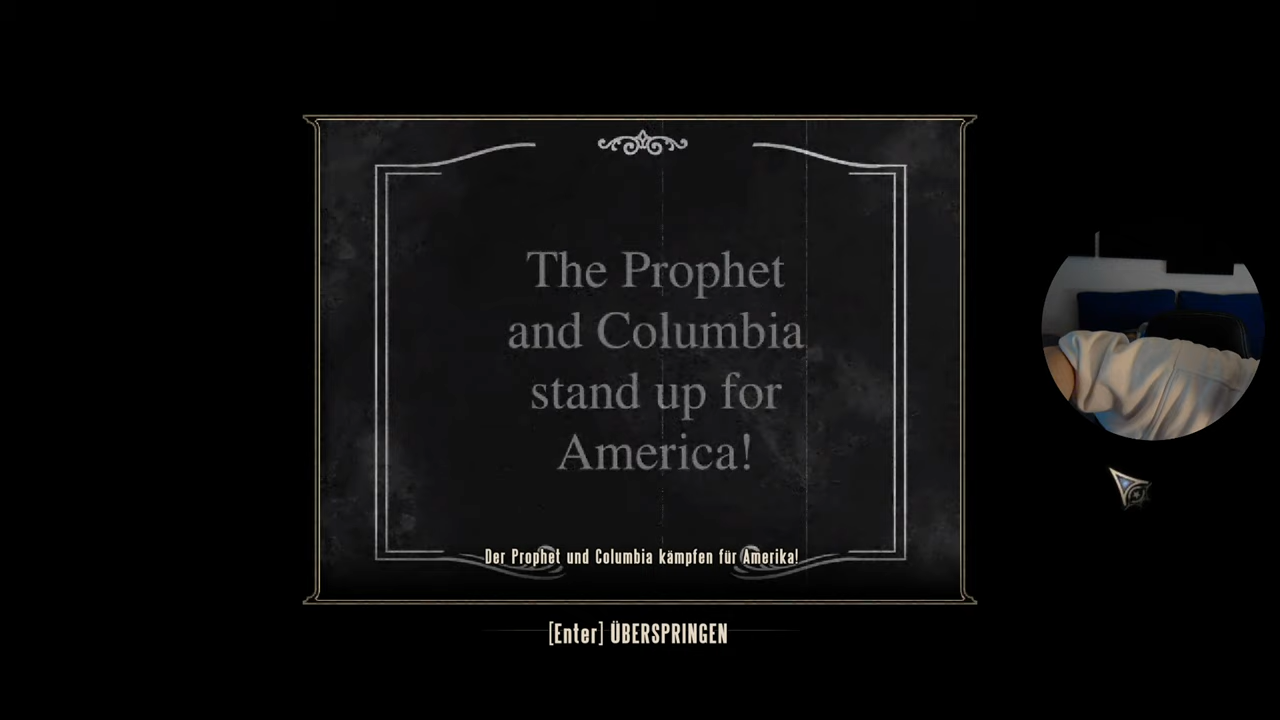 The Prophet
and Columbia
stand up for
America!
Der Prophet und Columbia kämpfen für Amerika!
[Enter] ÜBERSPRINGEN